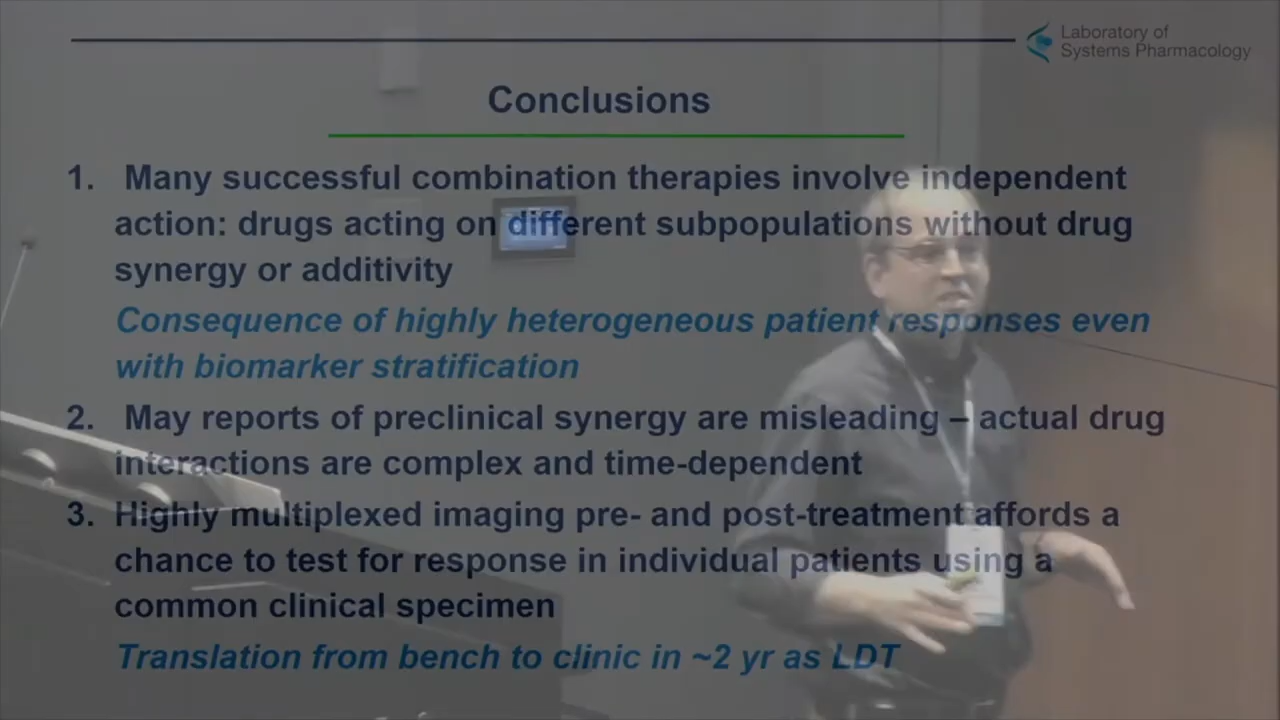 Laboratory of
Systems Pharmacology
Conclusions
1. Many successful combination therapies involve independent
action: drugs acting on different subpopulations without drug
synergy or additivity
Consequence of highly heterogeneous patient responses even
with biomarker stratification
2. May reports of preclinical synergy are misleading – actual drug
interactions are complex and time-dependent
3. Highly multiplexed imaging pre- and post-treatment affords a
chance to test for response in individual patients using a
common clinical specimen
Translation from bench to clinic in ~2 yr as LDT